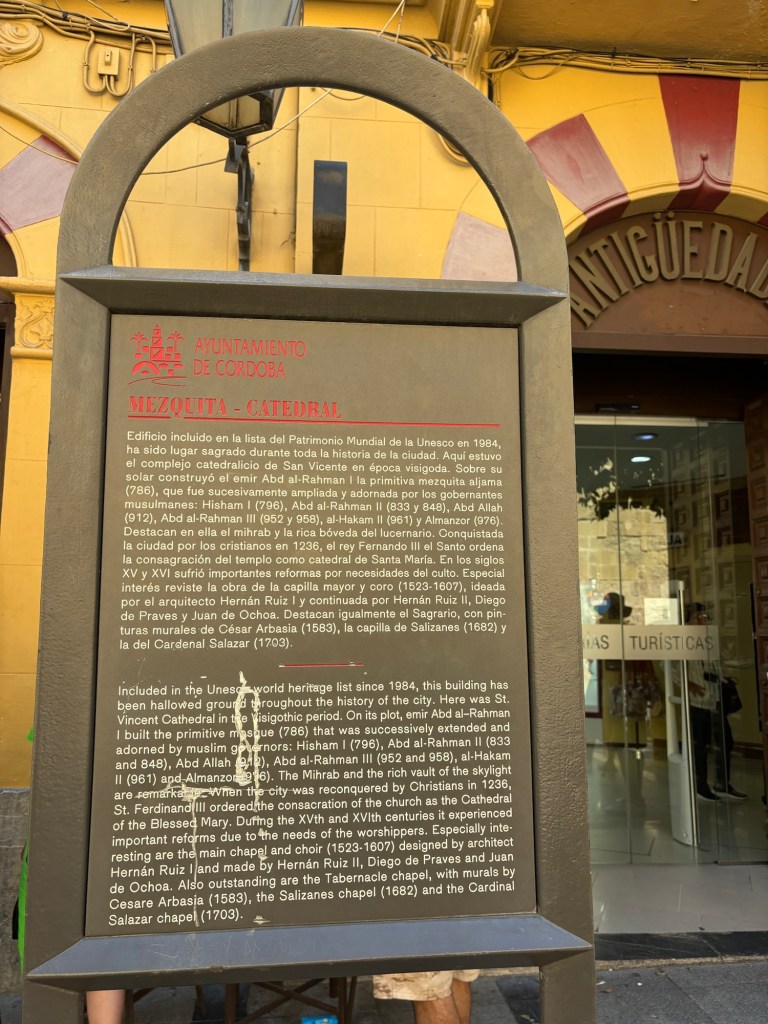 ANTIGÜEDAD
AYUNTAMIENTO
DE CORDOBA
MEZQUITA - CATEDRAL
Edificio incluido en la lista del Patrimonio Mundial de la Unesco en 1984,
ha sido lugar sagrado durante toda la historia de la ciudad. Aquí estuvo
el complejo catedralicio de San Vicente en época visigoda. Sobre su
solar construyó el emir Abd al-Rahman I la primitiva mezquita aljama
(786), que fue sucesivamente ampliada y adornada por los gobernantes
musulmanes: Hisham I (796), Abd al-Rahman II (833 y 848), Abd Allah
(912), Abd al-Rahman III (952 y 958), al-Hakam II (961) y Almanzor (976).
Destacan en ella el mihrab y la rica bóveda del lucernario. Conquistada
la ciudad por los cristianos en 1236, el rey Fernando III el Santo ordena
la consagración del templo como catedral de Santa María. En los siglos
XV y XVI sufrió importantes reformas por necesidades del culto. Especial
interés reviste la obra de la capilla mayor y coro (1523-1607), ideada
por el arquitecto Hernán Ruiz I y continuada por Hernán Ruiz II, Diego
de Praves y Juan de Ochoa. Destacan igualmente el Sagrario, con pin-
turas murales de César Arbasia (1583), la capilla de Salizanes (1682) y
la del Cardenal Salazar (1703).
Included in the Unesco world heritage list since 1984, this building has
been hallowed ground throughout the history of the city. Here was St.
Vincent Cathedral in the visigothic period. On its plot, emir Abd al-Rahman
I built the primitive mosque (786) that was successively extended and
adorned by muslim governors: Hisham I (796), Abd al-Rahman II (833
and 848), Abd Allah (912), Abd al-Rahman III (952 and 958), al-Hakam
II (961) and Almanzor (976). The Mihrab and the rich vault of the skylight
are remarkable. When the city was reconquered by Christians in 1236,
St. Ferdinand III ordered the consacration of the church as the Cathedral
of the Blessed Mary. During the XVth and XVIth centuries it experienced
important reforms due to the needs of the worshippers. Especially inte-
resting are the main chapel and choir (1523-1607) designed by architect
Hernán Ruiz I and made by Hernán Ruiz II, Diego de Praves and Juan
de Ochoa. Also outstanding are the Tabernacle chapel, with murals by
Cesare Arbasia (1583), the Salizanes chapel (1682) and the Cardinal
Salazar chapel (1703).
TURÍSTICAS